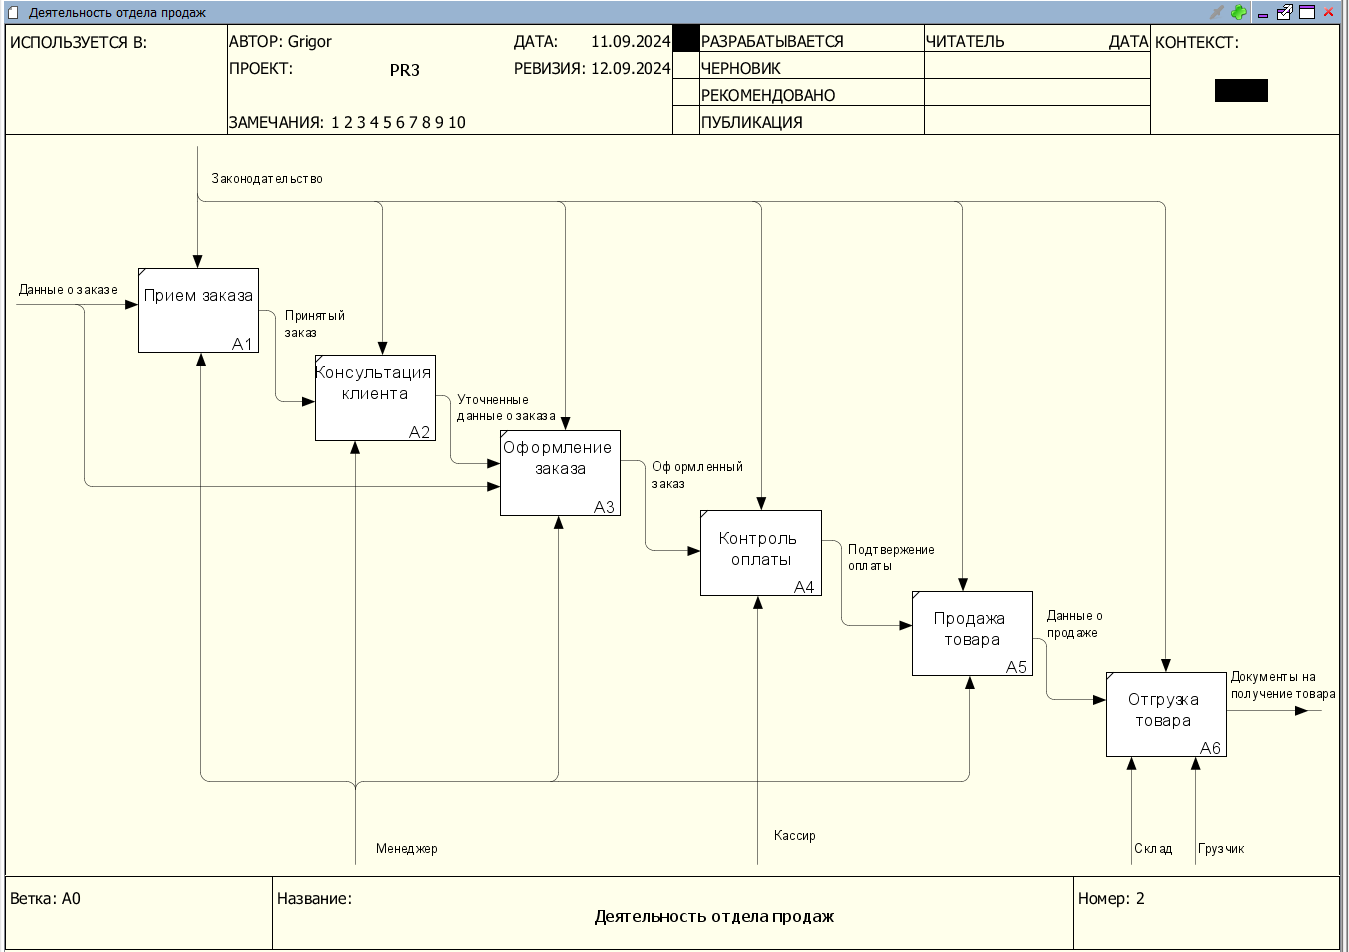 Деятельность отдела продаж
ИСПОЛЬЗУЕТСЯ В:
АВТОР: Grigor
ДАТА: 11.09.2024
ПРОЕКТ:
PR3
РЕВИЗИЯ: 12.09.2024
ЗАМЕЧАНИЯ: 1 2 3 4 5 6 7 8 9 10
РАЗРАБАТЫВАЕТСЯ
ЧЕРНОВИК
РЕКОМЕНДОВАНО
ПУБЛИКАЦИЯ
ЧИТАТЕЛЬ
ДАТА
КОНТЕКСТ:
Законодательство
Данные о заказе
Прием заказа
A1
Принятый
заказ
Консультация
клиента
A2
Уточненные
данные о заказа
Оформление
заказа
A3
Оформленный
заказ
Контроль
оплаты
A4
Подтвержение
оплаты
Продажа
товара
A5
Данные о
продаже
Отгрузка
товара
A6
Документы на
получение товара
Менеджер
Кассир
Склад
Грузчик
Ветка: A0
Название:
Деятельность отдела продаж
Номер: 2